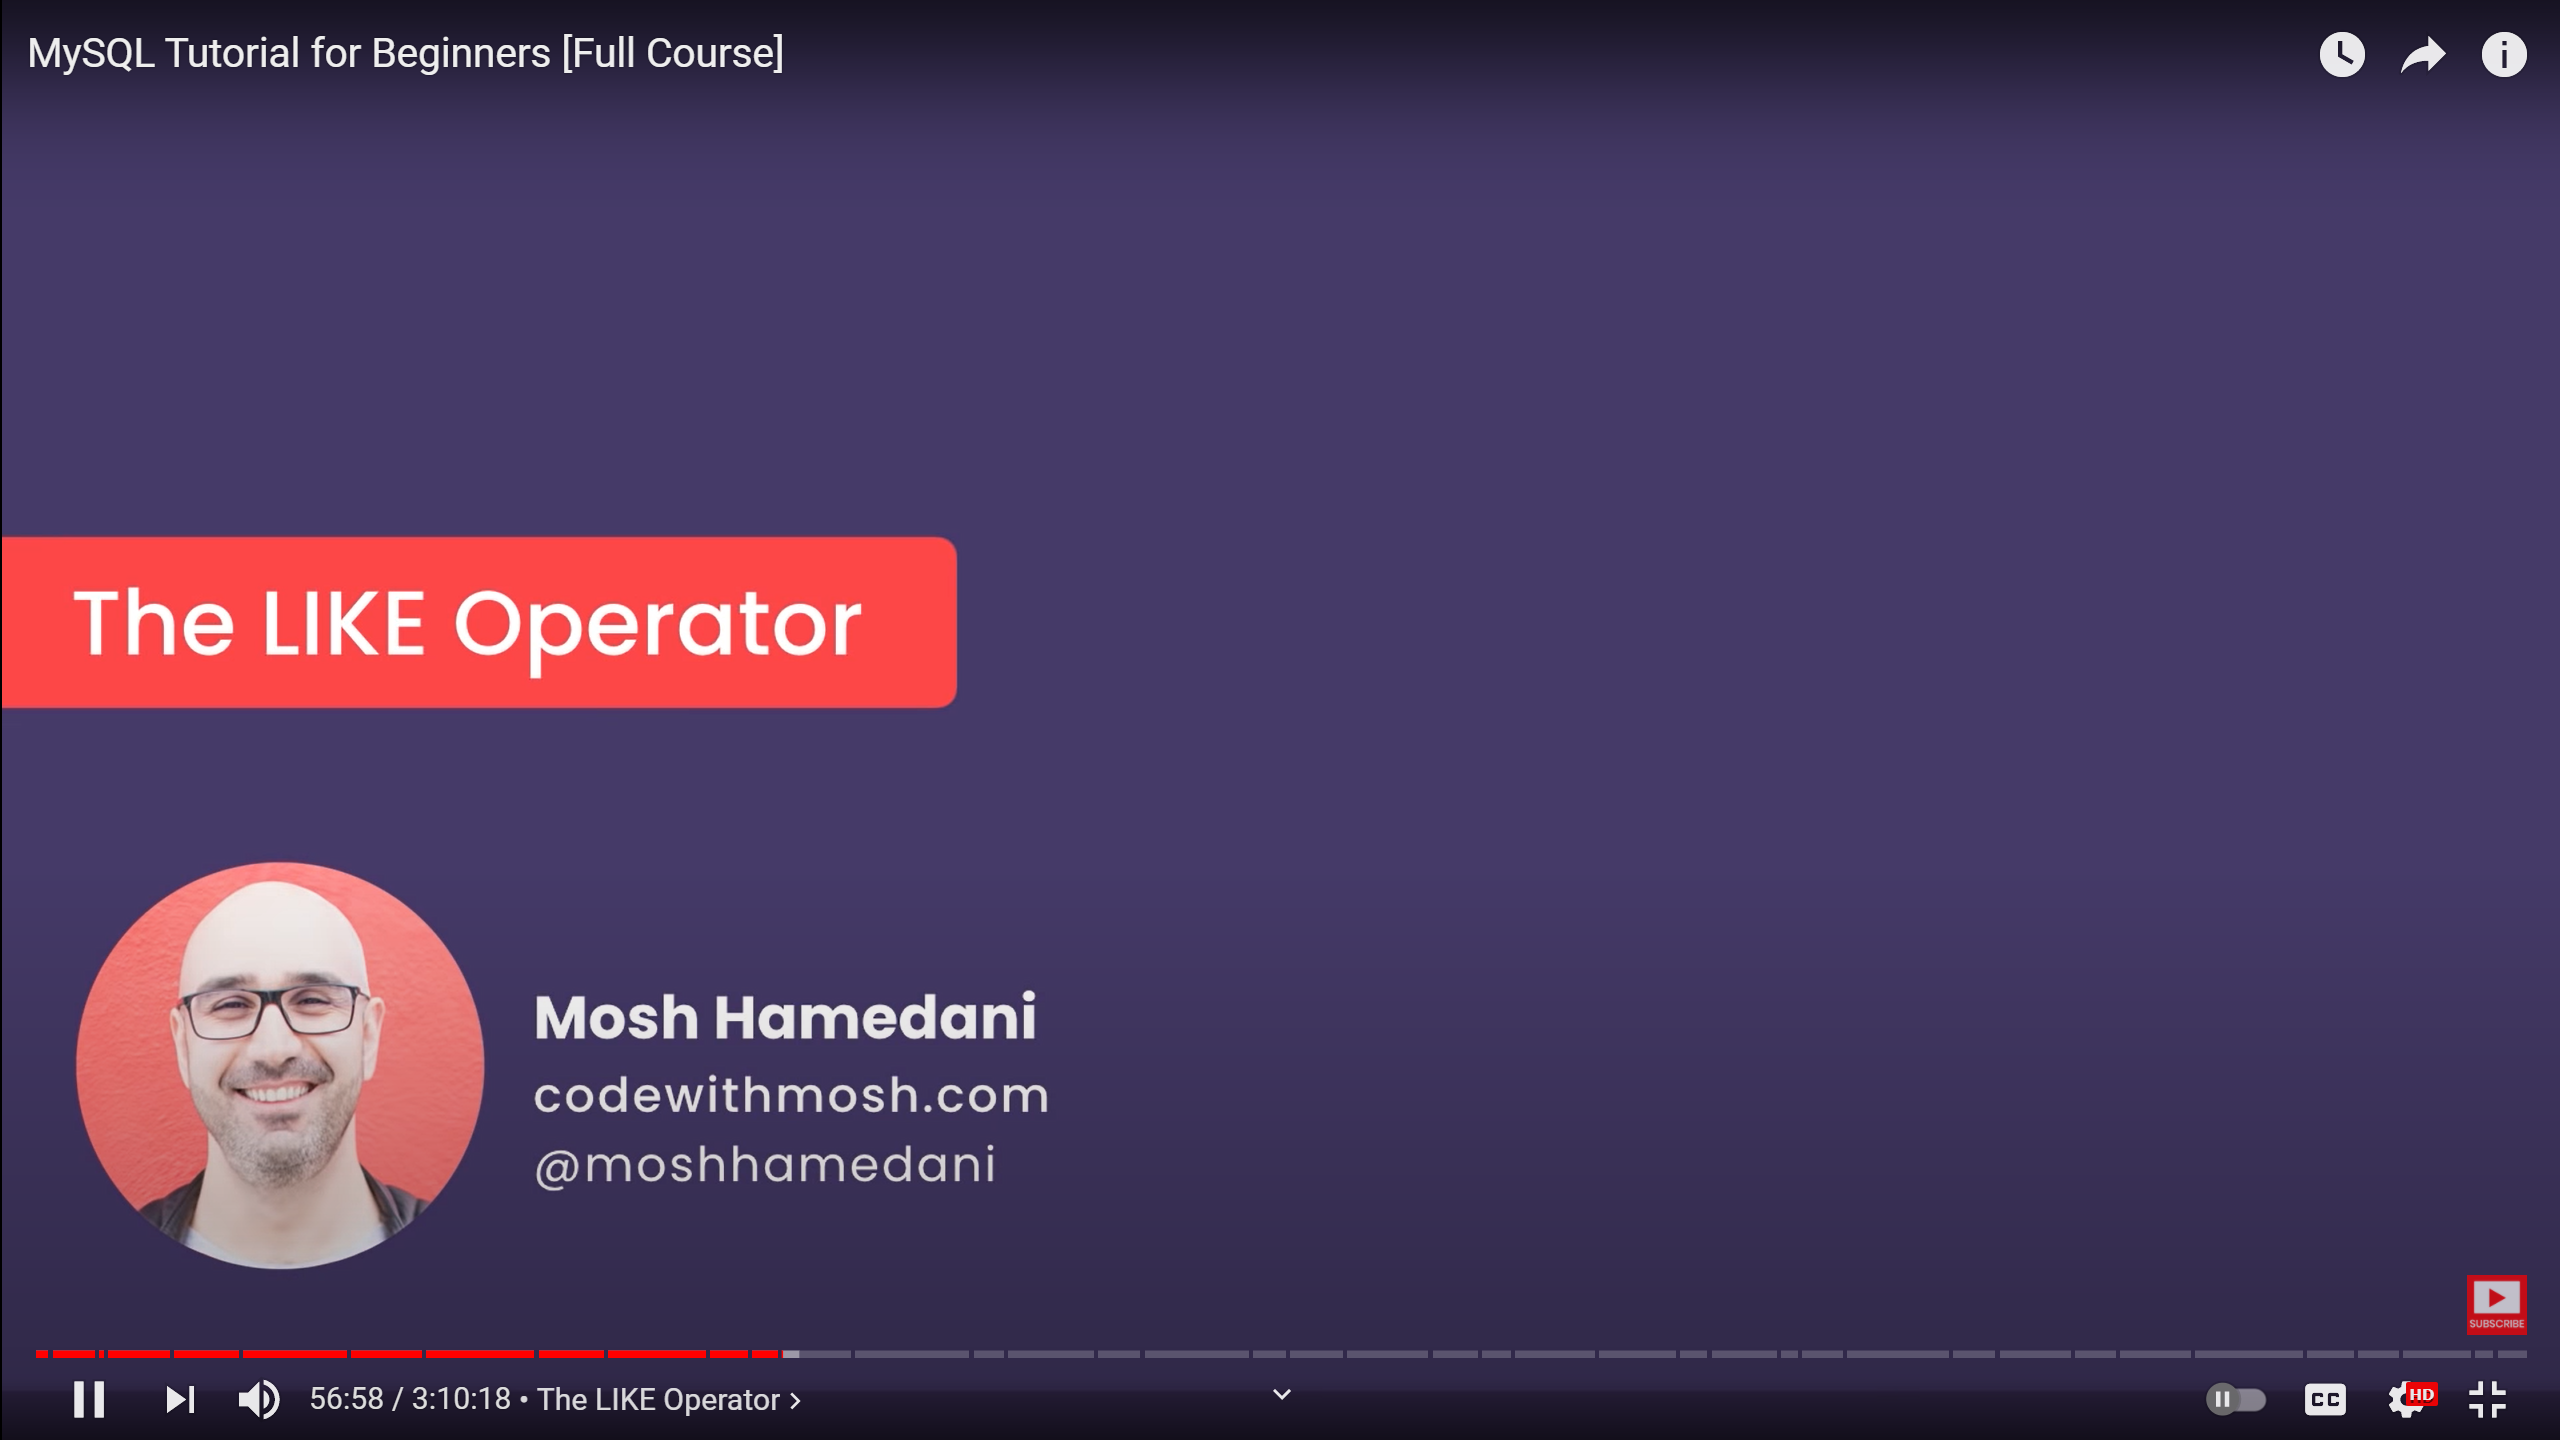 MySQL Tutorial for Beginners [Full Course]
The LIKE Operator
Mosh Hamedani
codewithmosh.com
@moshhamedani
SUBSCRIBE
56:58 / 3:10:18 • The LIKE Operator
CC
HD